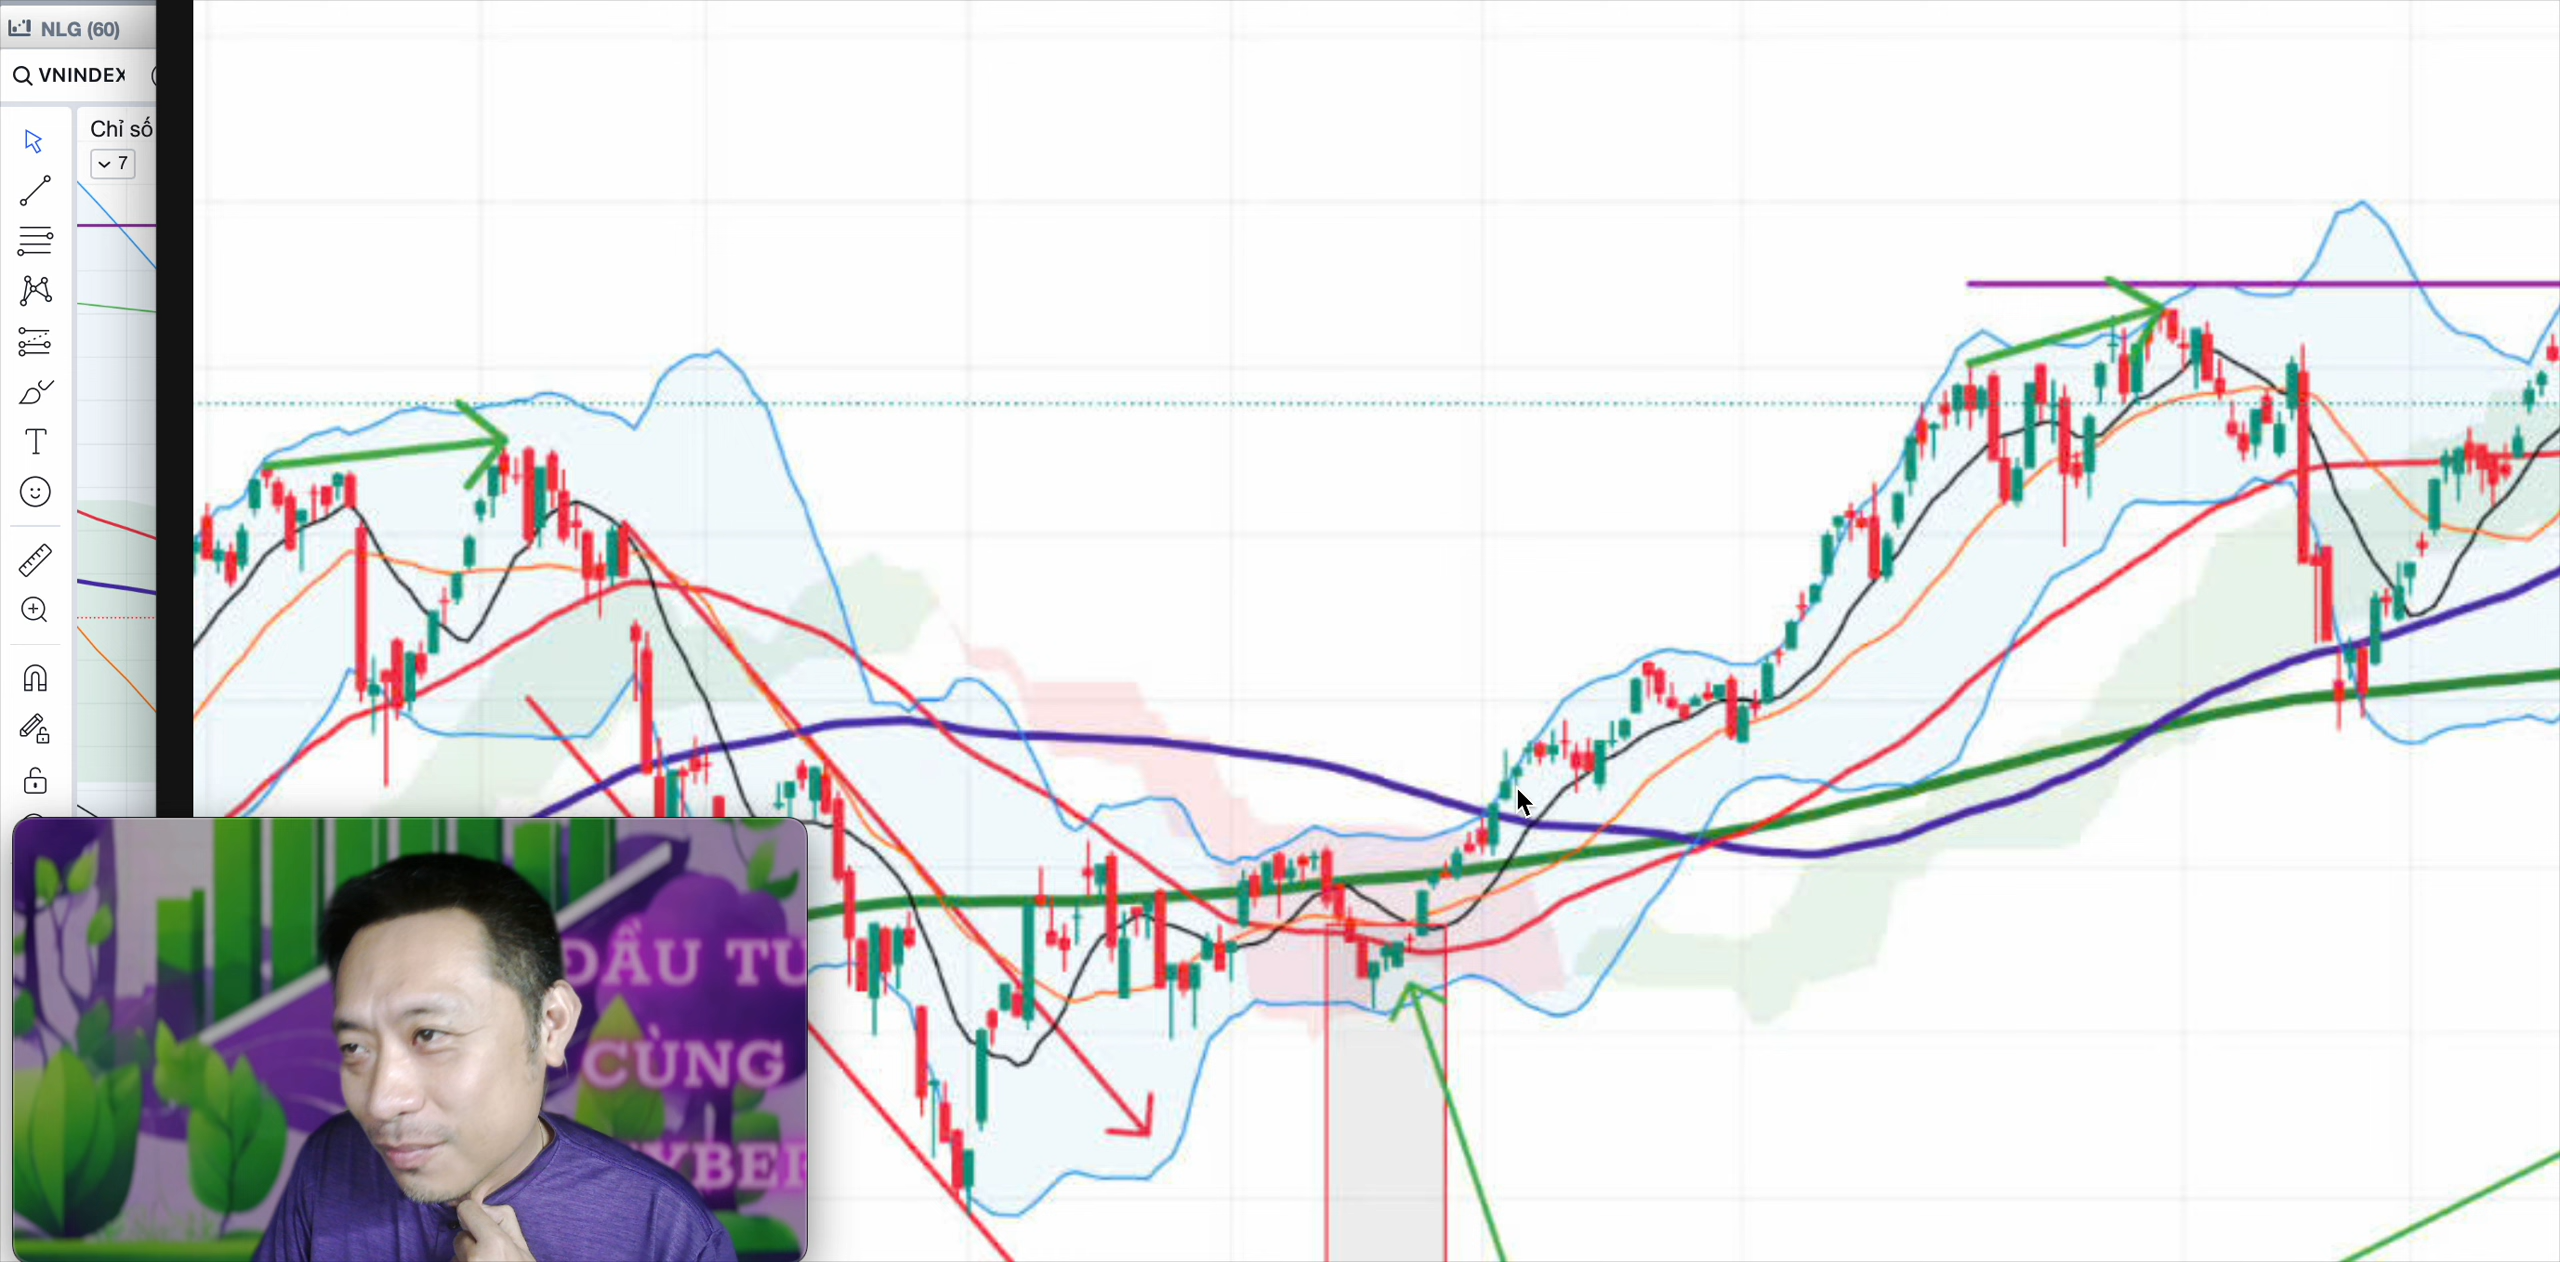 NLG (60)
VNINDEX
Chỉ số
7
ĐẦU TƯ
CÙNG